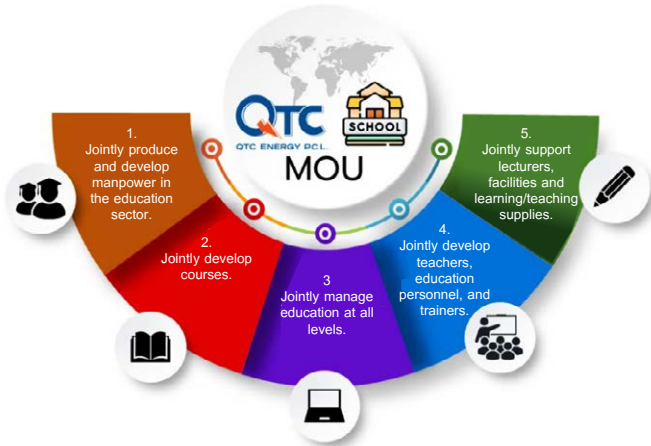 QTC
QTC ENERGY PCL.
SCHOOL
MOU
1.
Jointly produce
and develop
manpower in
the education
sector.
2.
Jointly develop
courses.
3
Jointly manage
education at all
levels.
4.
Jointly develop
teachers,
education
personnel, and
trainers.
5.
Jointly support
lecturers,
facilities and
learning/teaching
supplies.